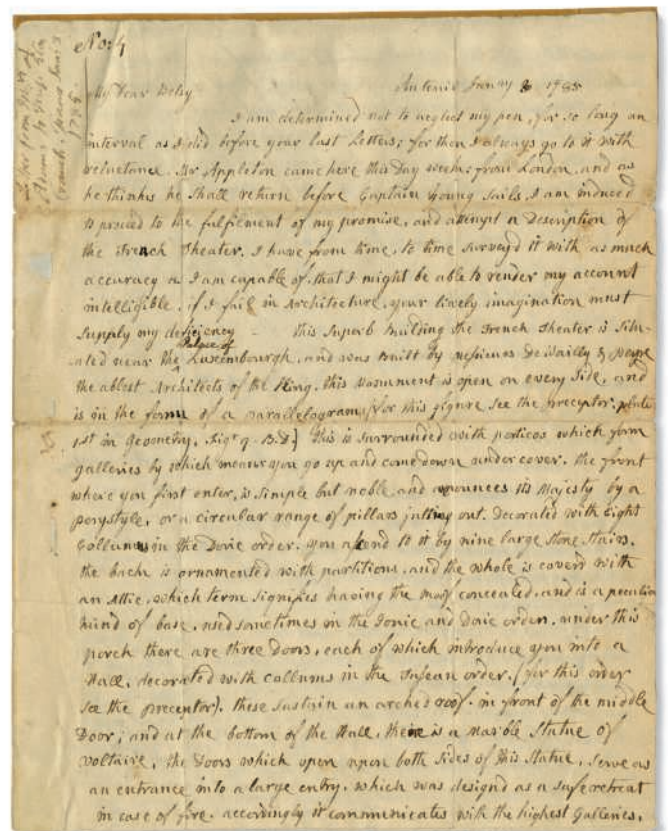 No: 4
My Dear Betsy
Auteuil Janry 3 1785
I am determined not to neglect my pen, for so long an
interval as I did before your last Letters; for then I always go to it with
reluctance. Mr Appleton came here this Day week, from London, and as
he thinks he shall return before Captain Young sails, I am induced
to proceed to the fulfilment of my promise, and attempt a Description of
the French Theater. I have from time, to time survey'd it with as much
accuracy as I am capable of, that I might be able to render my account
intelligible. if I fail in Architecture, your lively imagination must
supply my deficiency - this superb Building the French Theater is Situ-
ated near the Palace of Luxembourgh, and was Built by messieurs De Wailly & peyre
the ablest Architects of the King. this Monument is open on every Side, and
is in the form of a parallelogram, [for this figure see the preceptor. plate
1st in Geometry. Figr 9. B.D.] this is surrounded with porticos which form
galleries by which means you go up and come down under cover. the front
where you first enter, is simple but noble, and announces its Majesty by a
perystyle, or a circular range of pillars jutting out. Decorated with Eight
Collumns in the Doric order. you ascend to it by nine large Stone Stairs.
the back is ornamented with partitions, and the whole is coverd with
an Attic, which term signifies having the roof concealed, and is a peculiar
kind of base, used sometimes in the Ionic and Doric orders. under this
porch there are three Doors, each of which introduce you into a
Hall, decorated with collums in the Tuscan order. (for this order
see the preceptor). these sustain an arched roof. in front of the middle
Door; and at the bottom of the Hall, there is a Marble Statue of
Voltaire, the Doors which open upon both sides of this Statue, serve as
an entrance into a large entry, which was designed as a safe retreat
in case of fire. accordingly it communicates with the highest Galleries.